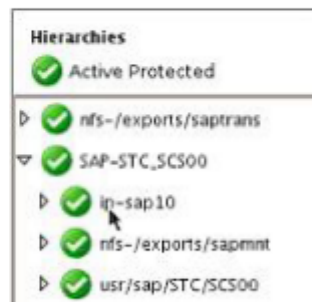 Hierarchies
Active Protected
nfs-/exports/saptrans
SAP-STC_SCS00
ip-sap10
nfs-/exports/sapmnt
usr/sap/STC/SCS00